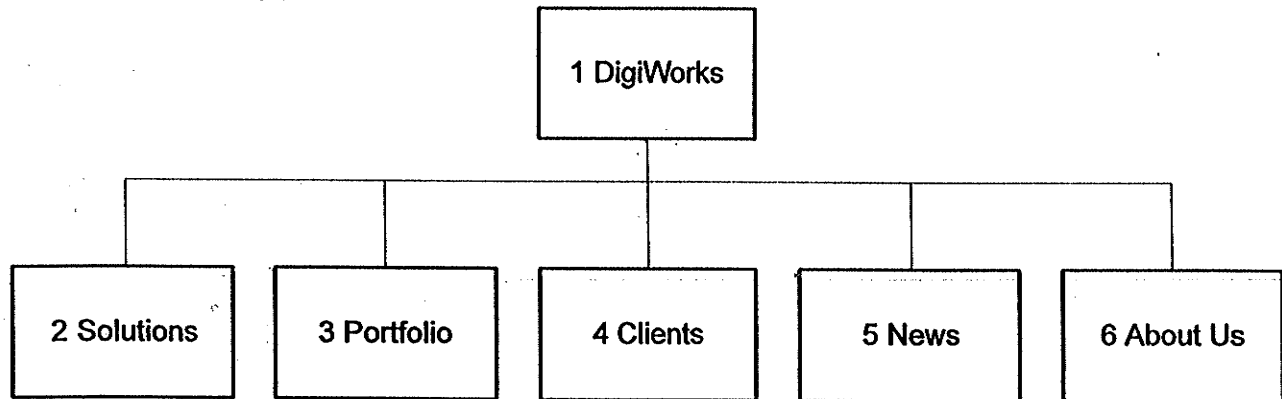 1 DigiWorks
2 Solutions
3 Portfolio
4 Clients
5 News
6 About Us